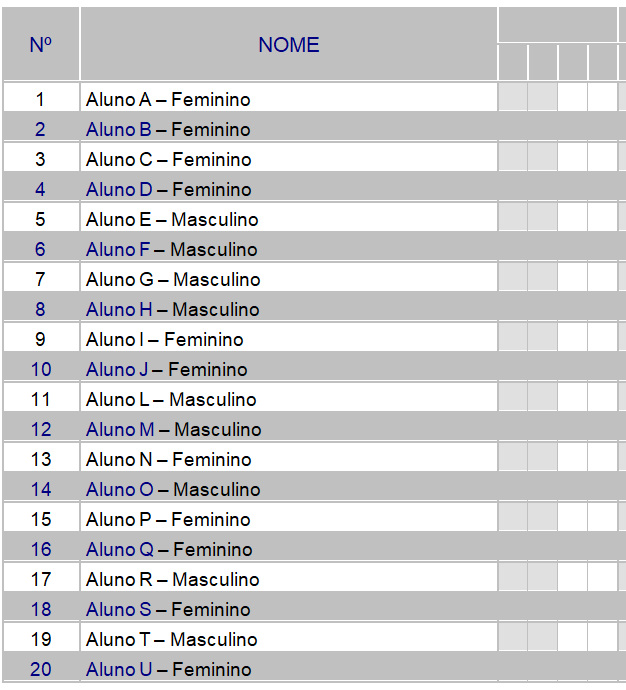 Nº NOME
1 Aluno A – Feminino
2 Aluno B – Feminino
3 Aluno C – Feminino
4 Aluno D – Feminino
5 Aluno E – Masculino
6 Aluno F – Masculino
7 Aluno G – Masculino
8 Aluno H – Masculino
9 Aluno I – Feminino
10 Aluno J – Feminino
11 Aluno L – Masculino
12 Aluno M – Masculino
13 Aluno N – Feminino
14 Aluno O – Masculino
15 Aluno P – Feminino
16 Aluno Q – Feminino
17 Aluno R – Masculino
18 Aluno S – Feminino
19 Aluno T – Masculino
20 Aluno U – Feminino